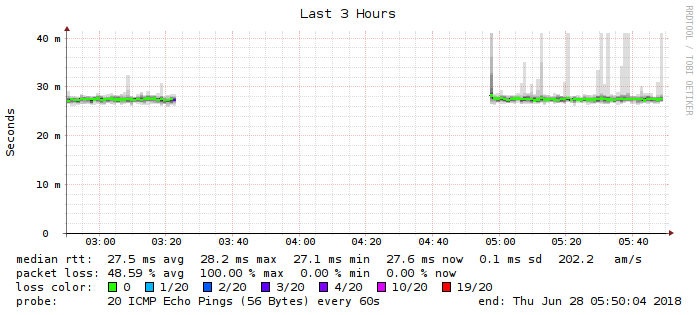 Last 3 Hours
RRDTOOL / TOBI OETIKER
Seconds
40 m
30 m
20 m
10 m
0
03:00 03:20 03:40 04:00 04:20 04:40 05:00 05:20 05:40
median rtt: 27.5 ms avg 28.2 ms max 27.1 ms min 27.6 ms now 0.1 ms sd 202.2 am/s
packet loss: 48.59 % avg 100.00 % max 0.00 % min 0.00 % now
loss color: 0 1/20 2/20 3/20 4/20 10/20 19/20
probe: 20 ICMP Echo Pings (56 Bytes) every 60s end: Thu Jun 28 05:50:04 2018